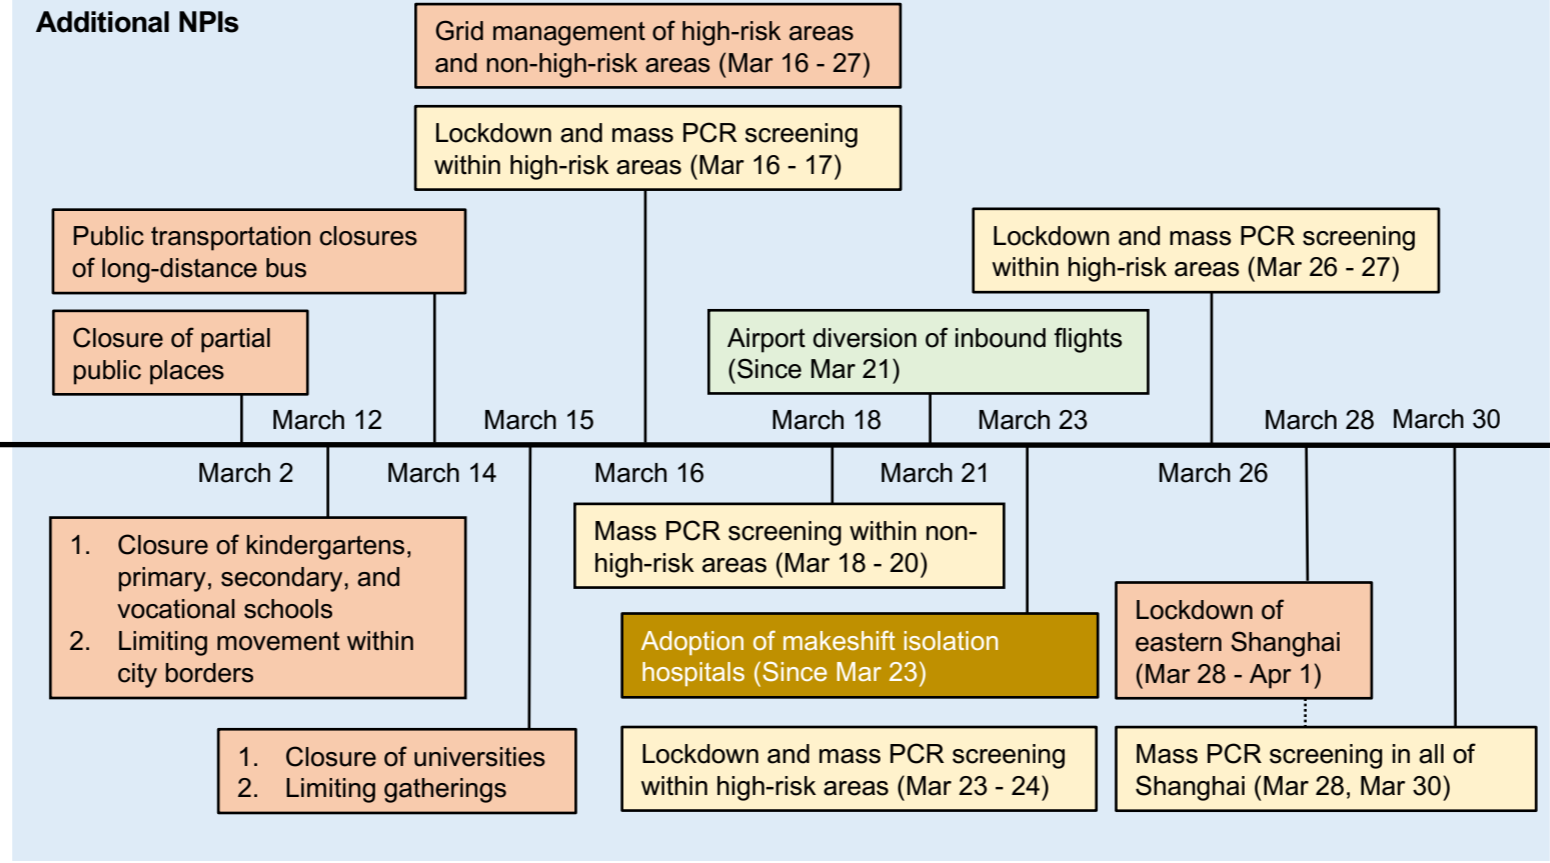 Additional NPIs
Grid management of high-risk areas
and non-high-risk areas (Mar 16 - 27)
Lockdown and mass PCR screening
within high-risk areas (Mar 16 - 17)
Public transportation closures
of long-distance bus
Lockdown and mass PCR screening
within high-risk areas (Mar 26 - 27)
Closure of partial
public places
Airport diversion of inbound flights
(Since Mar 21)
March 12
March 15
March 18
March 23
March 28
March 30
March 2
March 14
March 16
March 21
March 26
1. Closure of kindergartens,
primary, secondary, and
vocational schools
2. Limiting movement within
city borders
Mass PCR screening within non-
high-risk areas (Mar 18 - 20)
Adoption of makeshift isolation
hospitals (Since Mar 23)
Lockdown of
eastern Shanghai
(Mar 28 - Apr 1)
1. Closure of universities
2. Limiting gatherings
Lockdown and mass PCR screening
within high-risk areas (Mar 23 - 24)
Mass PCR screening in all of
Shanghai (Mar 28, Mar 30)